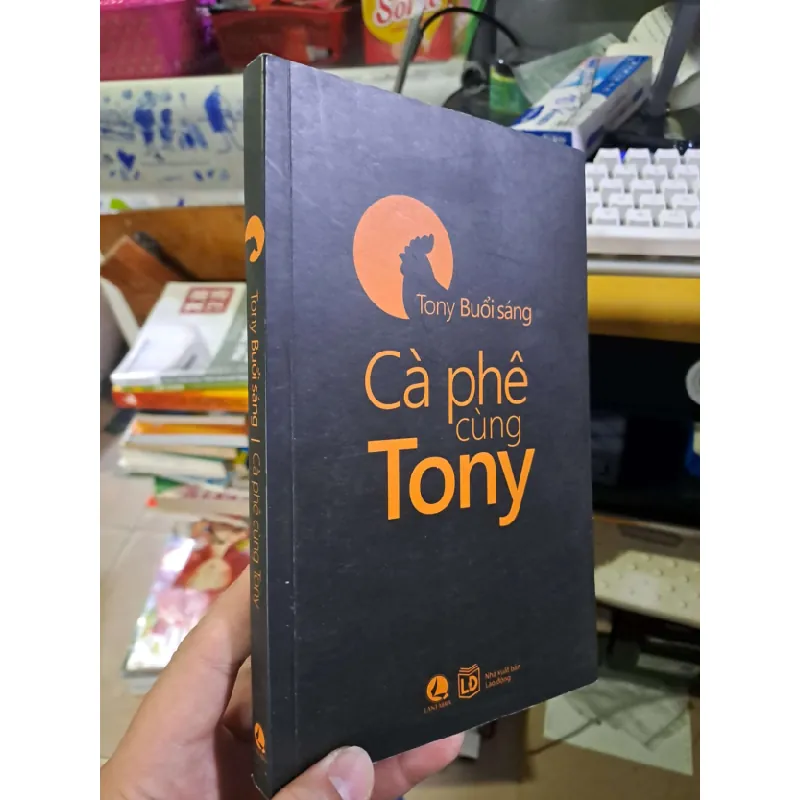 Tony Buổi sáng
Cà phê
cùng
Tony
Tony Buổi sáng | Cà phê cùng Tony
LĐ
Nhà xuất bản
Lao động